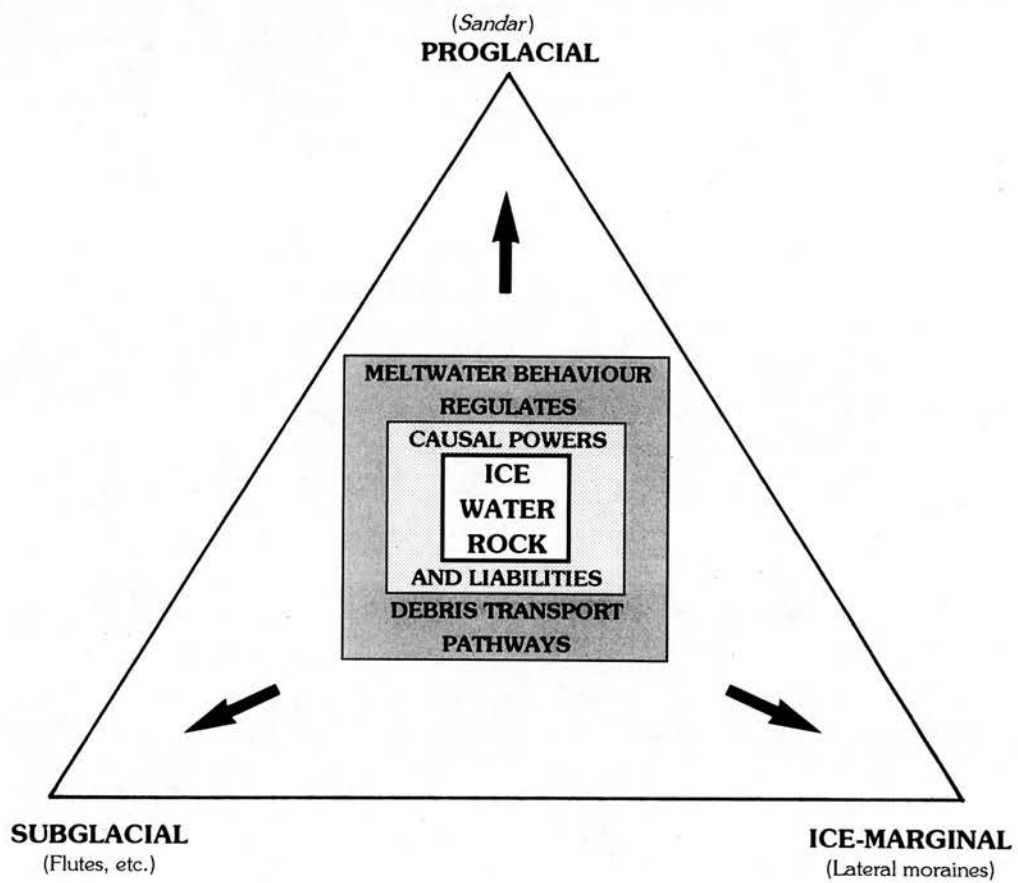 (Sandar)
PROGLACIAL
MELTWATER BEHAVIOUR
REGULATES
CAUSAL POWERS
ICE
WATER
ROCK
AND LIABILITIES
DEBRIS TRANSPORT
PATHWAYS
SUBGLACIAL
(Flutes, etc.)
ICE-MARGINAL
(Lateral moraines)